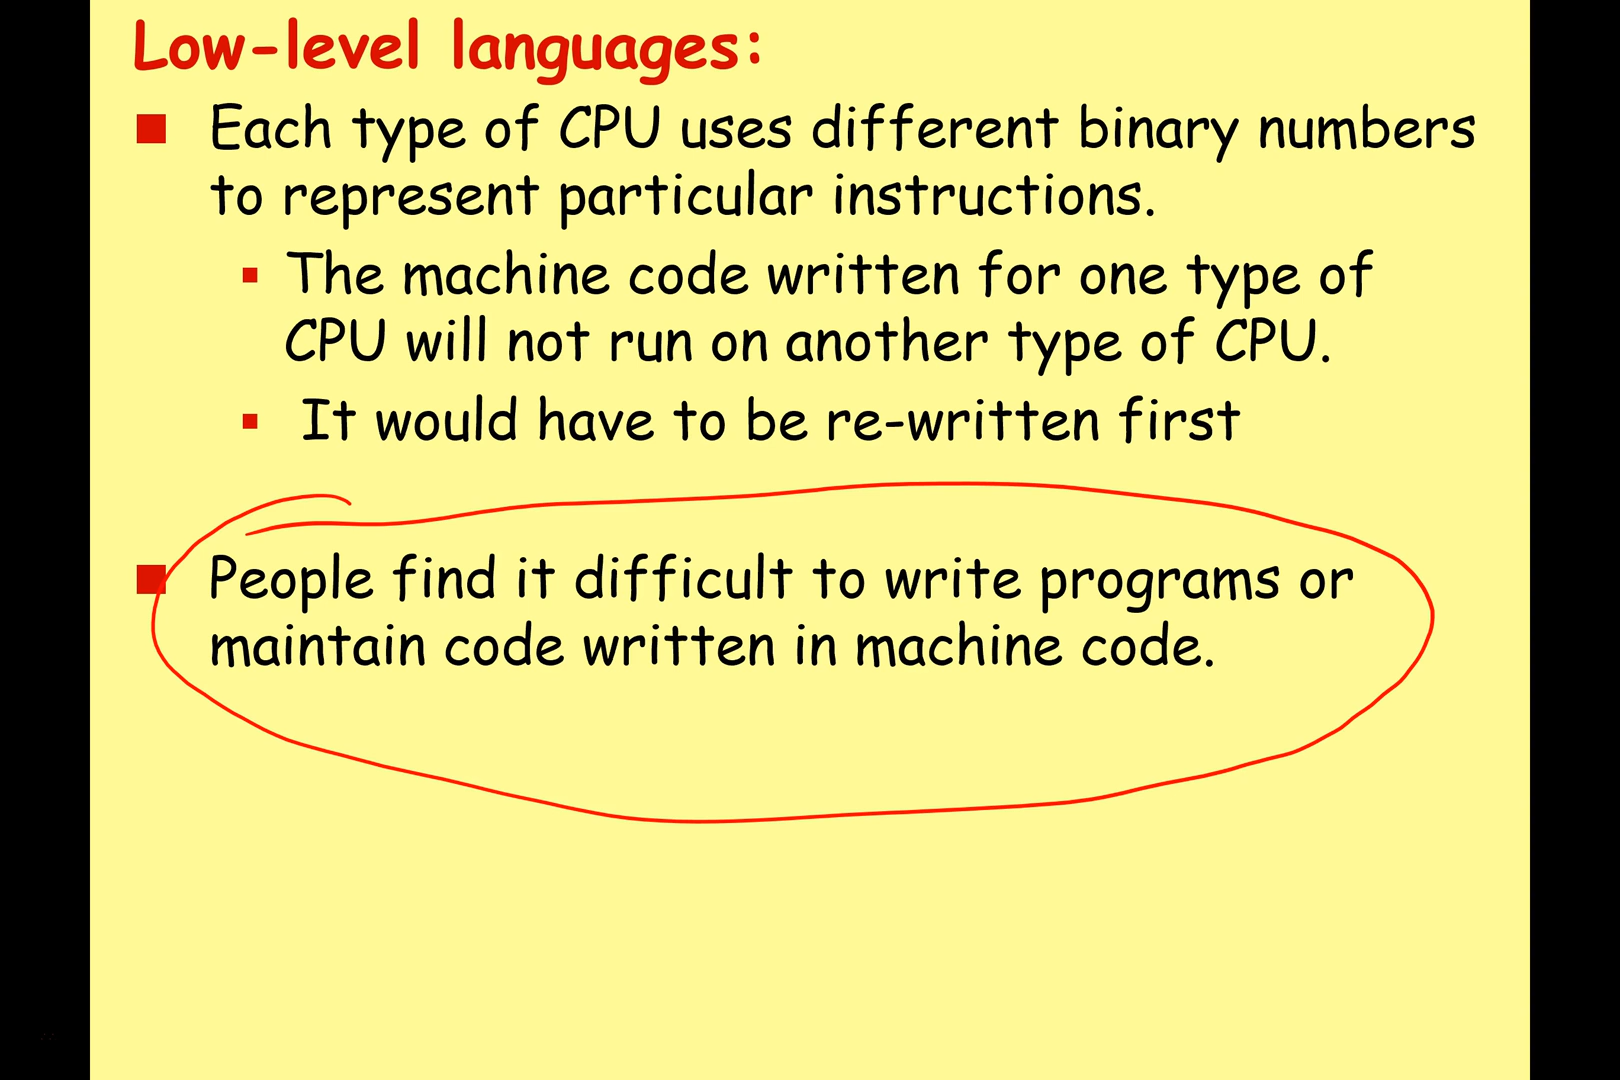 Low-level languages:
Each type of CPU uses different binary numbers
to represent particular instructions.
The machine code written for one type of
CPU will not run on another type of CPU.
It would have to be re-written first
People find it difficult to write programs or
maintain code written in machine code.